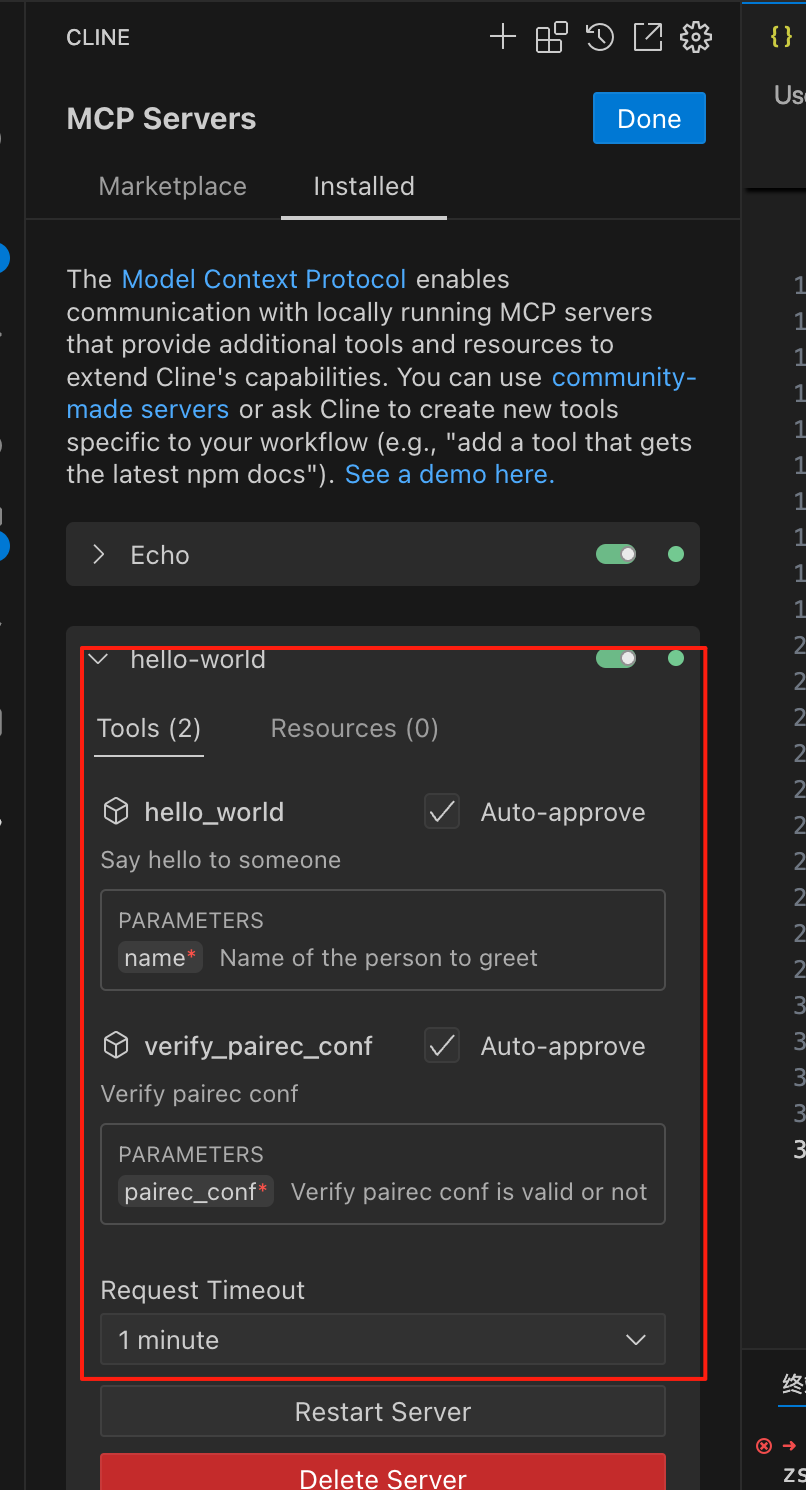 CLINE
{}
MCP Servers
Done
Marketplace
Installed
The Model Context Protocol enables
communication with locally running MCP servers
that provide additional tools and resources to
extend Cline's capabilities. You can use community-
made servers or ask Cline to create new tools
specific to your workflow (e.g., "add a tool that gets
the latest npm docs"). See a demo here.
Echo
hello-world
Tools (2)
Resources (0)
hello_world
Auto-approve
Say hello to someone
PARAMETERS
name* Name of the person to greet
verify_pairec_conf
Auto-approve
Verify pairec conf
PARAMETERS
pairec_conf* Verify pairec conf is valid or not
Request Timeout
1 minute
Restart Server
Delete Server